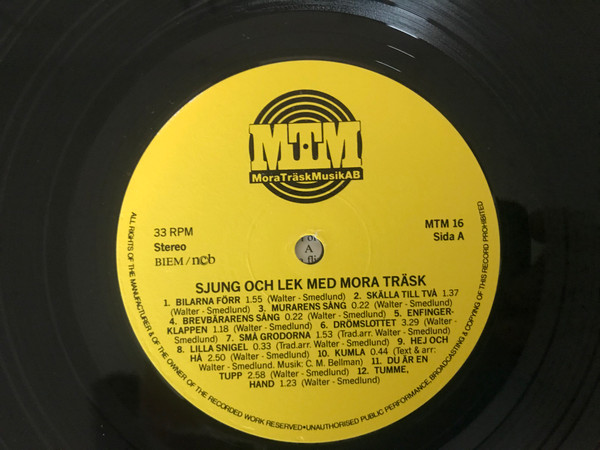 MTM
MoraTräskMusikAB
33 RPM
Stereo
BIEM/ncb
MTM 16
Sida A
SJUNG OCH LEK MED MORA TRÄSK
1. BILARNA FÖRR 1.55 (Walter - Smedlund) 2. SKÄLLA TILL TVÅ 1.37
(Walter - Smedlund) 3. MURARENS SÅNG 0.22 (Walter - Smedlund)
4. BREVBÄRARENS SÅNG 0.22 (Walter - Smedlund) 5. ENFINGER-
KLAPPEN 1.18 (Walter - Smedlund) 6. DRÖMSLOTTET 3.29 (Walter -
Smedlund) 7. SMÅ GRODORNA 1.53 (Trad.arr. Walter - Smedlund)
8. LILLA SNIGEL 0.33 (Trad.arr. Walter - Smedlund) 9. HEJ OCH
HÅ 2.50 (Walter - Smedlund) 10. KUMLA 0.44 (Text & arr:
Walter - Smedlund. Musik: C. M. Bellman) 11. DU ÄR EN
TUPP 2.58 (Walter - Smedlund) 12. TUMME,
HAND 1.23 (Walter - Smedlund)
ALL RIGHTS OF THE MANUFACTURER & OF THE OWNER OF THE RECORDED WORK RESERVED•UNAUTHORISED PUBLIC PERFORMANCE, BROADCASTING & COPYING OF THIS RECORD PROHIBITED